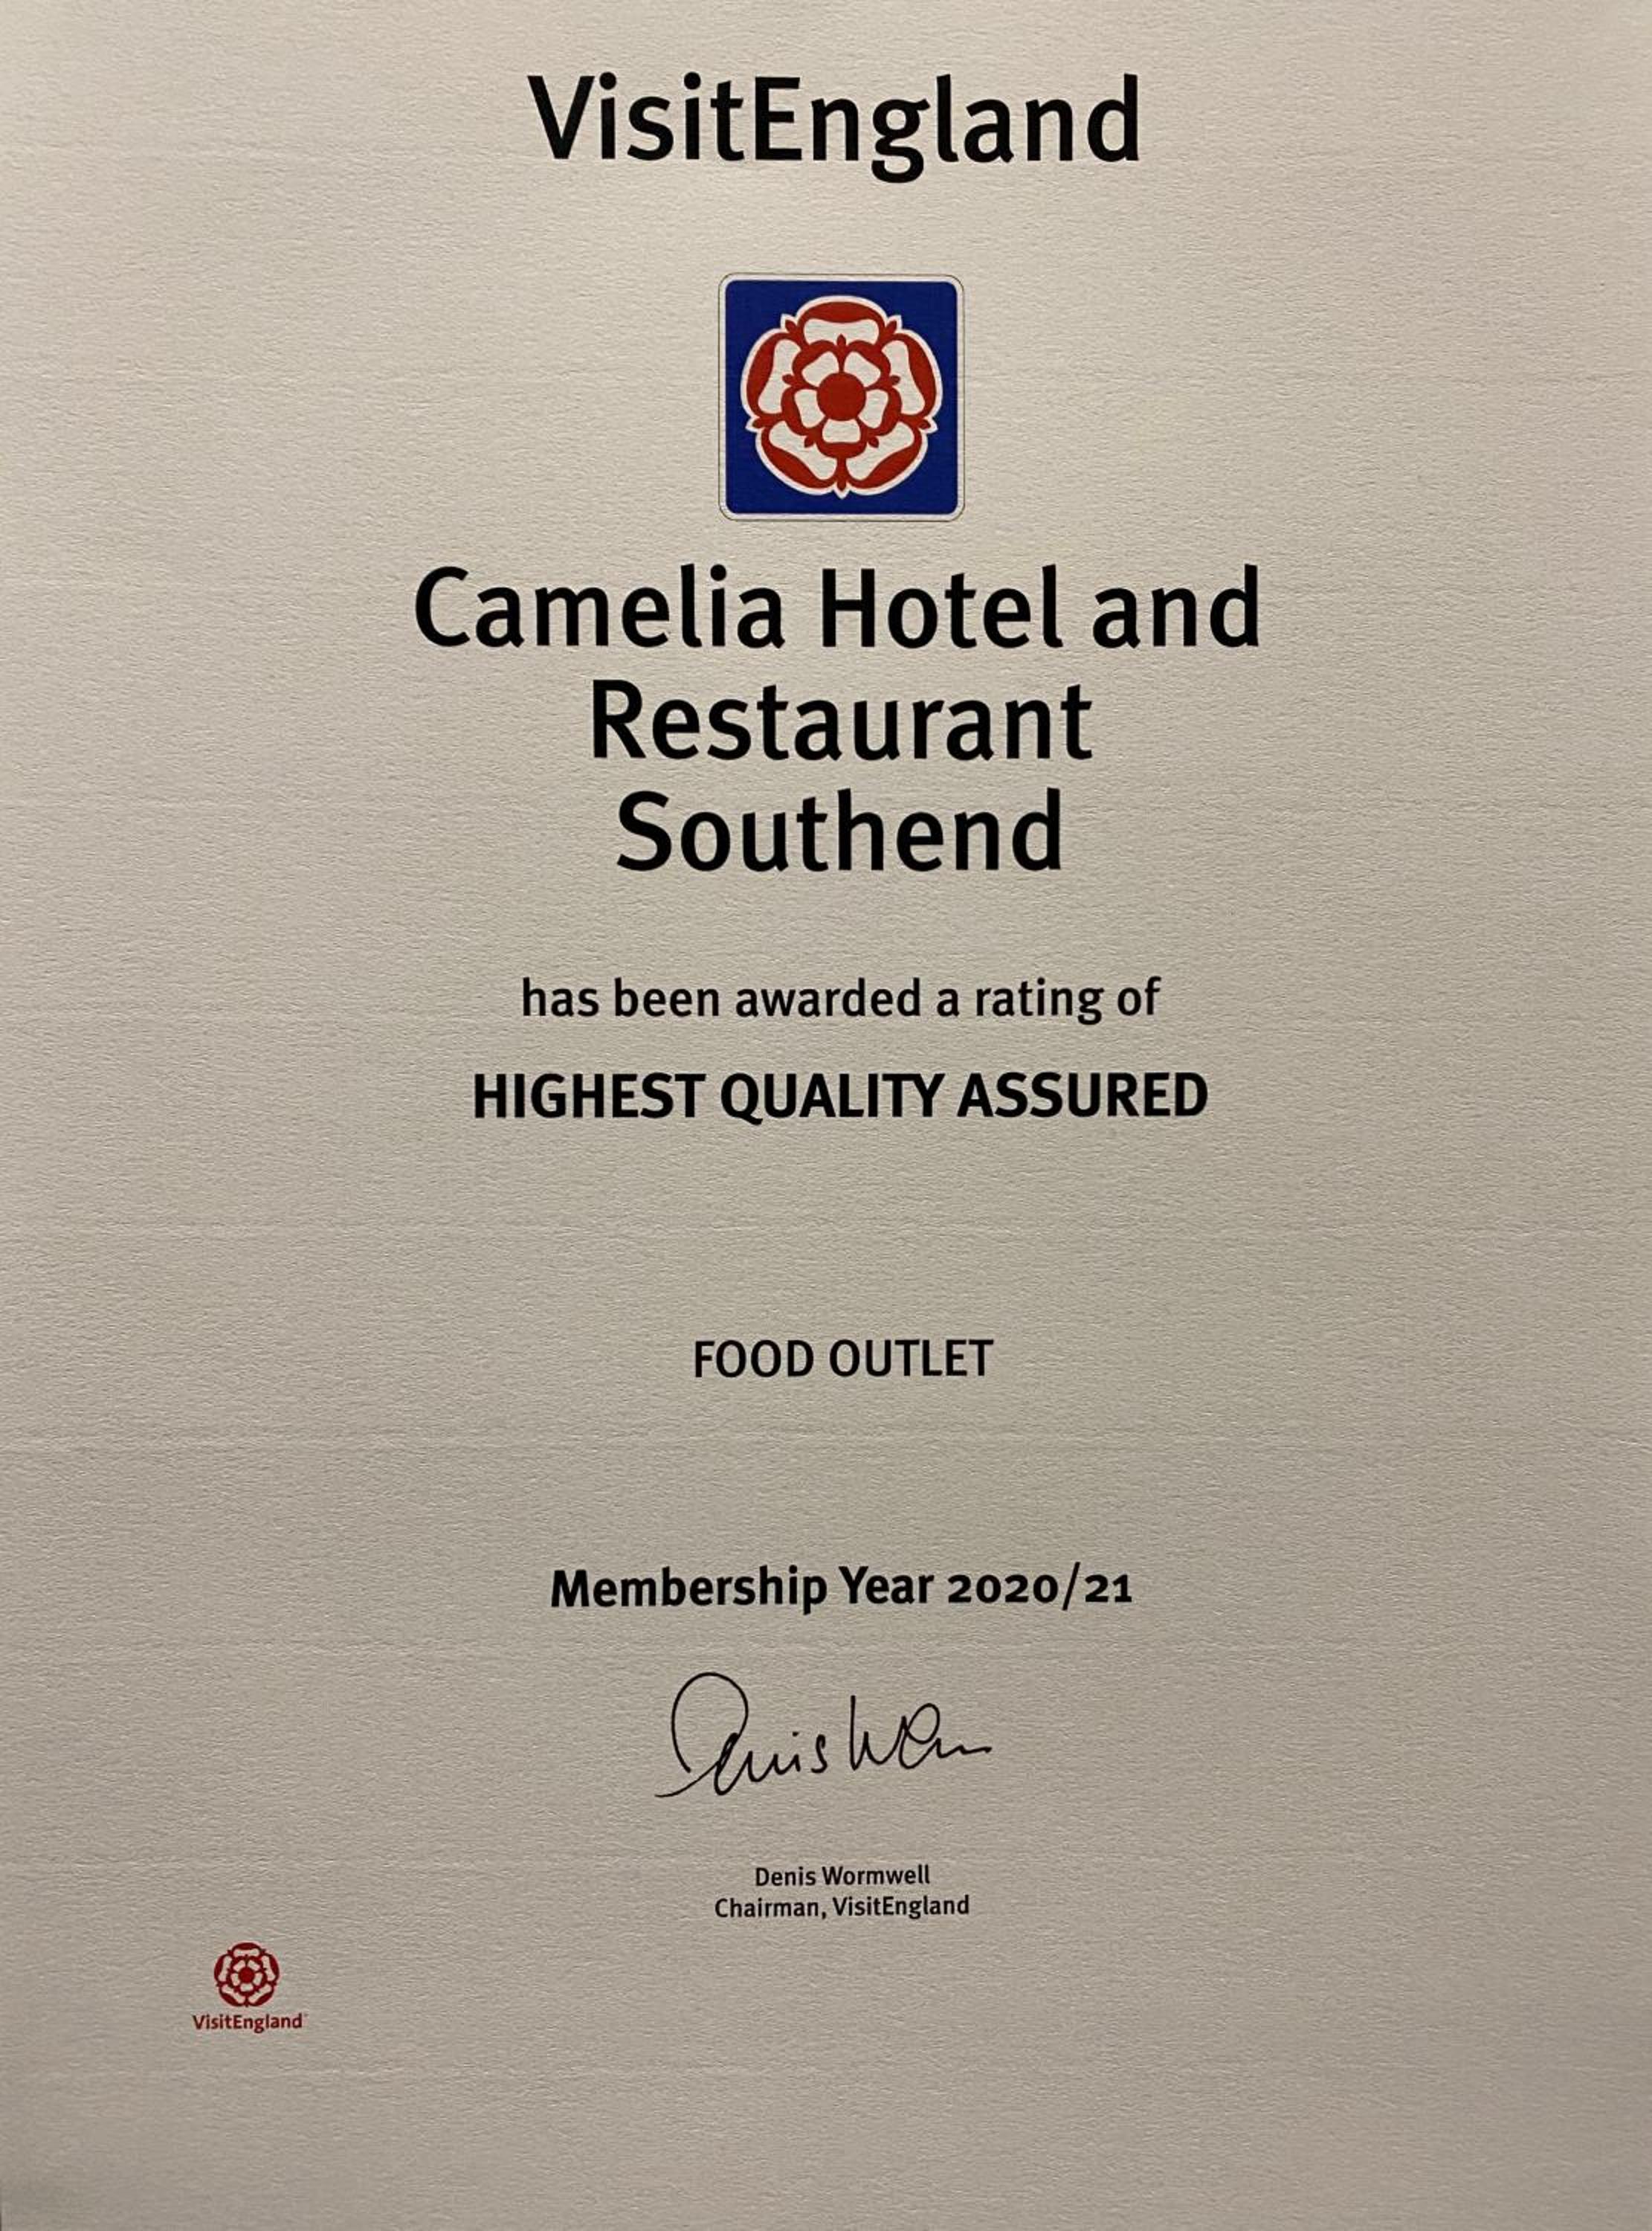 VisitEngland
Camelia Hotel and
Restaurant
Southend
has been awarded a rating of
HIGHEST QUALITY ASSURED
FOOD OUTLET
Membership Year 2020/21
Denis Wormwell
Chairman, VisitEngland
VisitEngland